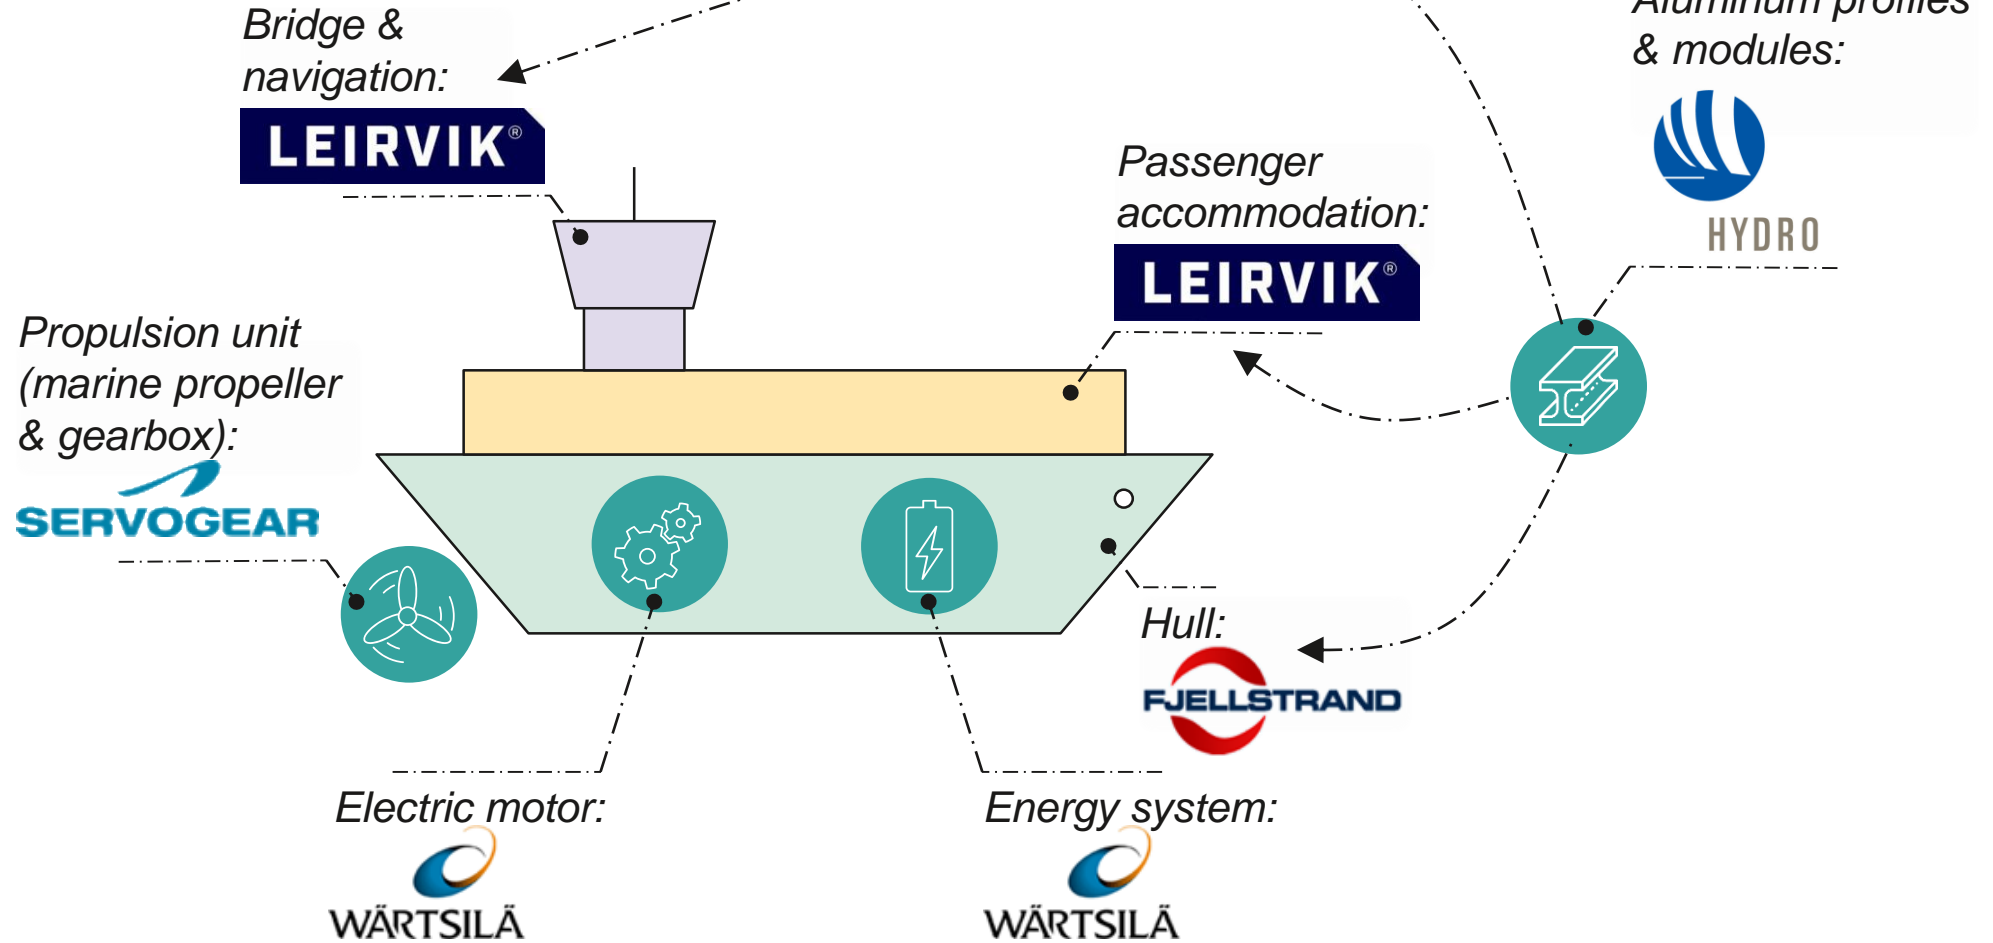 Bridge &
navigation:
LEIRVIK®
Aluminum profiles
& modules:
HYDRO
Passenger
accommodation:
LEIRVIK®
Propulsion unit
(marine propeller
& gearbox):
SERVOGEAR
Hull:
FJELLSTRAND
Electric motor:
WÄRTSILÄ
Energy system:
WÄRTSILÄ